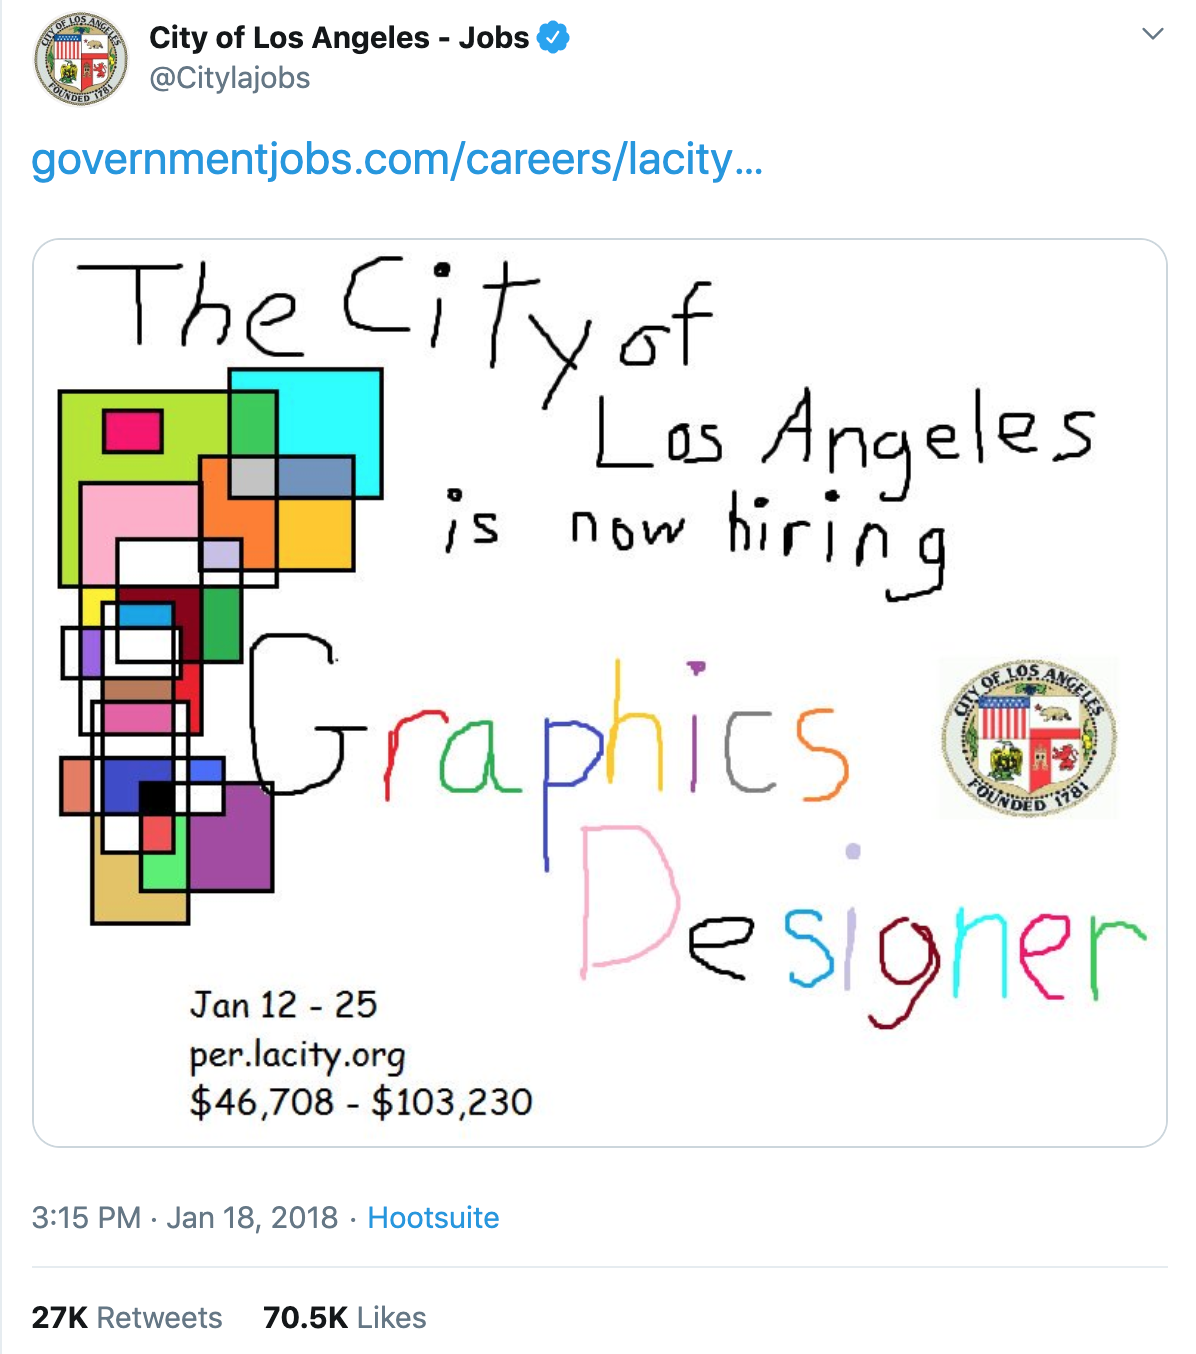 City of Los Angeles - Jobs
@Citylajobs
governmentjobs.com/careers/lacity...
The City of
Los Angeles
is now hiring
Graphics
Designer
CITY OF LOS ANGELES
FOUNDED 1781
Jan 12 - 25
per.lacity.org
$46,708 - $103,230
3:15 PM · Jan 18, 2018 · Hootsuite
27K Retweets 70.5K Likes